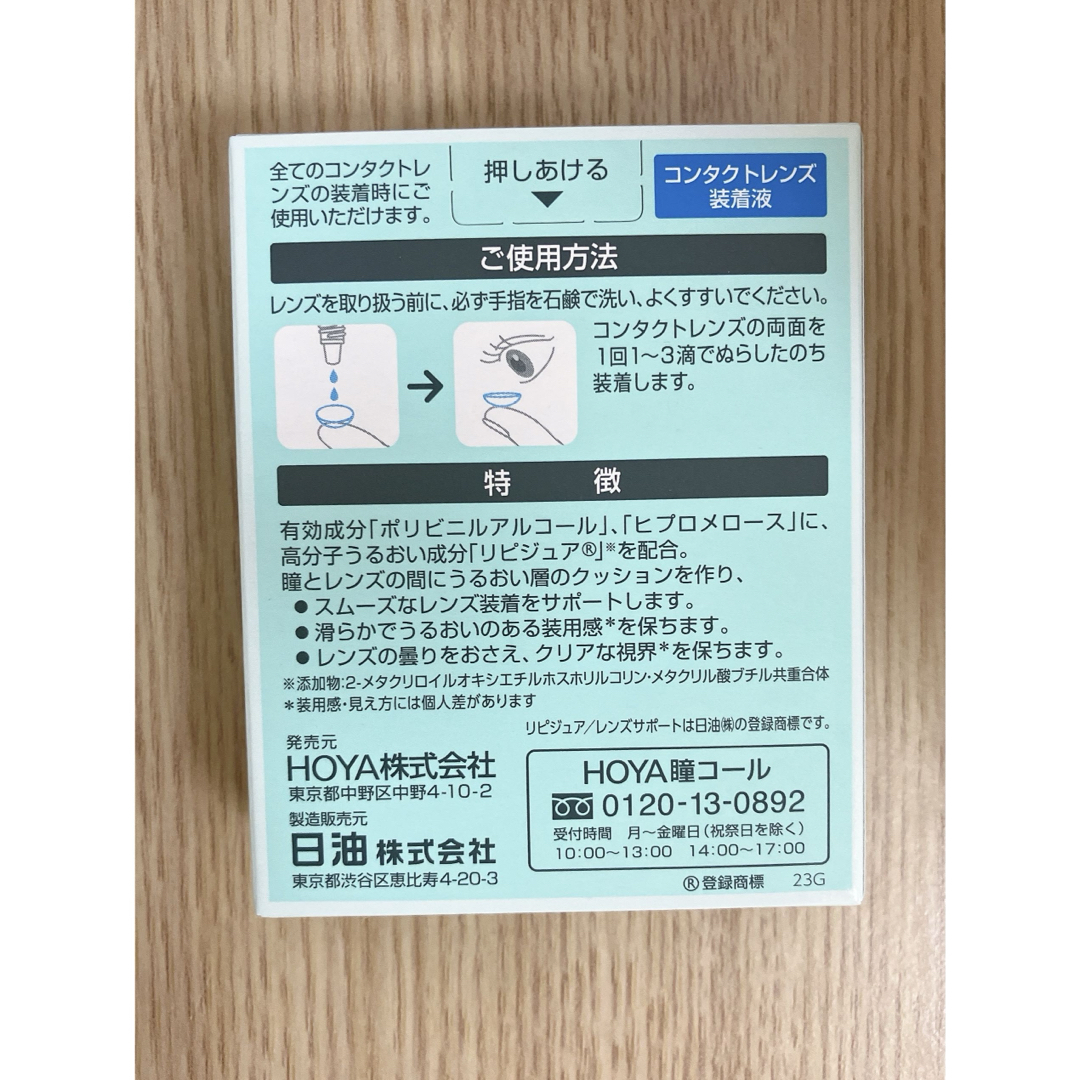 全てのコンタクトレ
ンズの装着時にご
使用いただけます。
押しあける
コンタクトレンズ
装着液
ご使用方法
レンズを取り扱う前に、必ず手指を石鹸で洗い、よくすすいでください。
コンタクトレンズの両面を
1回1〜3滴でぬらしたのち
装着します。
特 徴
有効成分「ポリビニルアルコール」、「ヒプロメロース」に、
高分子うるおい成分「リピジュア®」※を配合。
瞳とレンズの間にうるおい層のクッションを作り、
●スムーズなレンズ装着をサポートします。
●滑らかでうるおいのある装用感*を保ちます。
●レンズの曇りをおさえ、クリアな視界*を保ちます。
※添加物:2-メタクリロイルオキシエチルホスホリルコリン・メタクリル酸ブチル共重合体
*装用感・見え方には個人差があります
リピジュア/レンズサポートは日油㈱の登録商標です。
発売元
HOYA株式会社
東京都中野区中野4-10-2
製造販売元
日油株式会社
東京都渋谷区恵比寿4-20-3
HOYA瞳コール
0120-13-0892
受付時間 月〜金曜日(祝祭日を除く)
10:00〜13:00 14:00〜17:00
®登録商標 23G